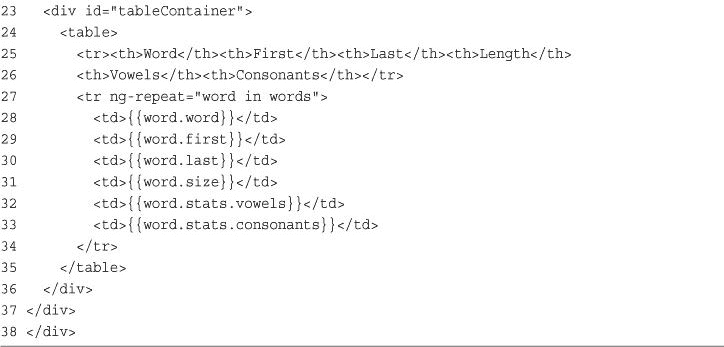 23   <div id="tableContainer">
24     <table>
25       <tr><th>Word</th><th>First</th><th>Last</th><th>Length</th>
26       <th>Vowels</th><th>Consonants</th></tr>
27       <tr ng-repeat="word in words">
28         <td>{{word.word}}</td>
29         <td>{{word.first}}</td>
30         <td>{{word.last}}</td>
31         <td>{{word.size}}</td>
32         <td>{{word.stats.vowels}}</td>
33         <td>{{word.stats.consonants}}</td>
34       </tr>
35     </table>
36   </div>
37 </div>
38 </div>